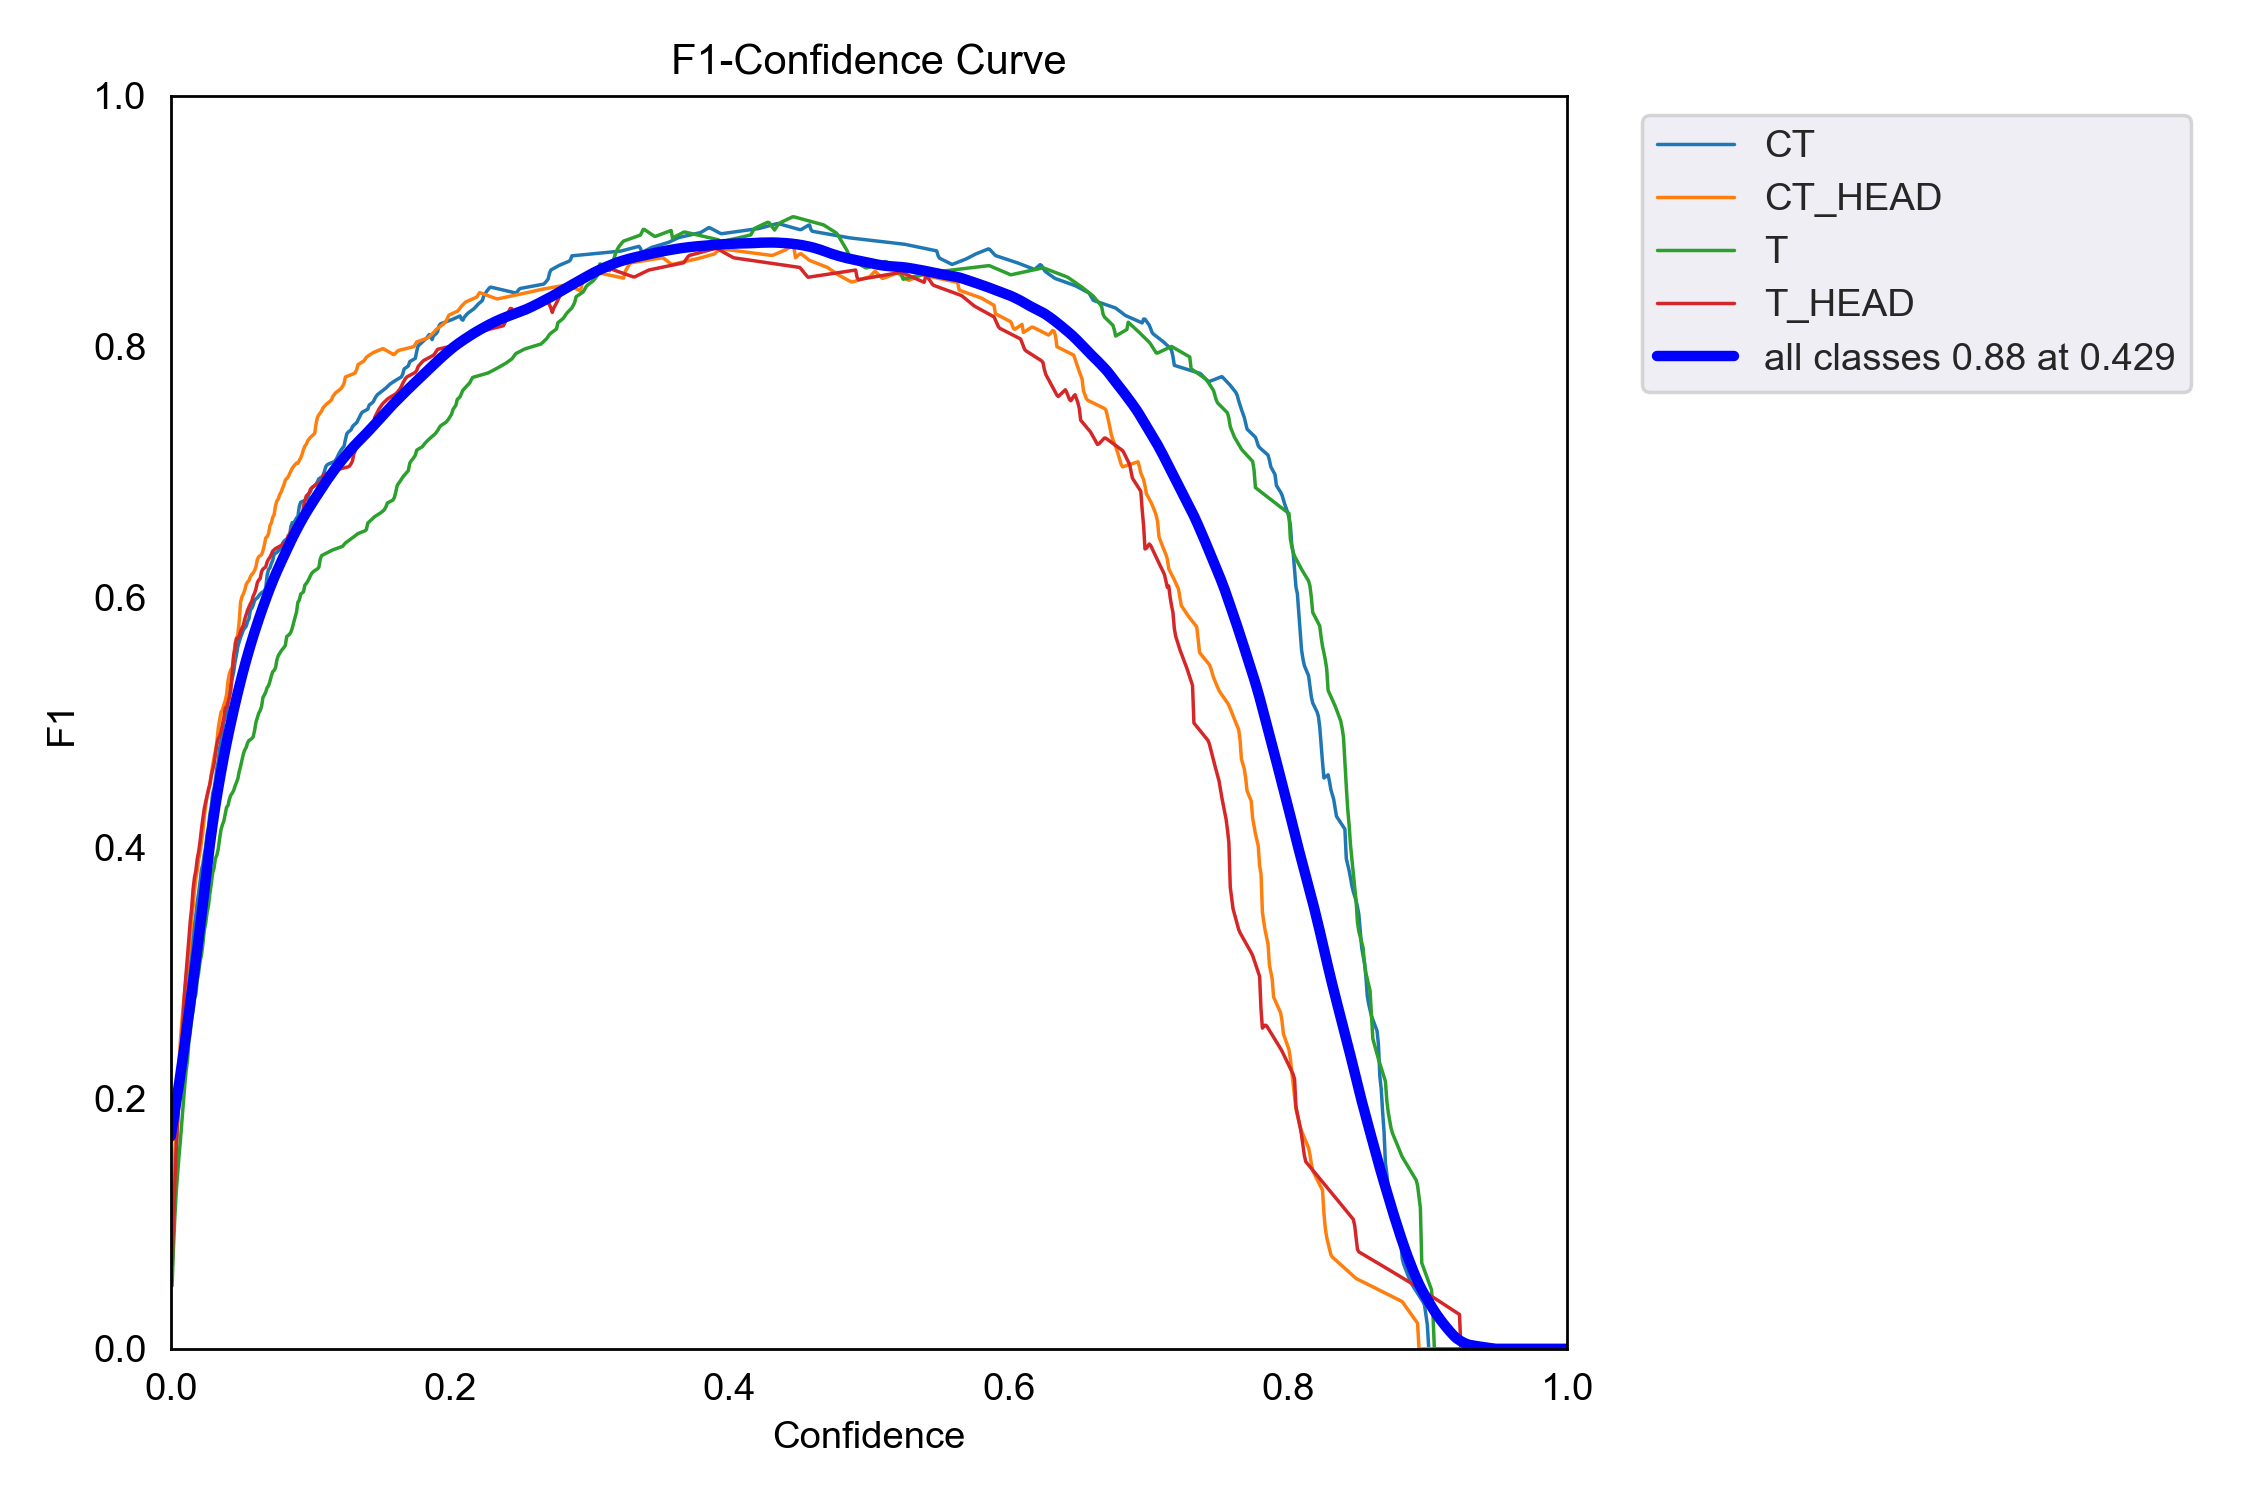 F1-Confidence Curve
1.0
0.8
0.6
0.4
0.2
0.0
F1
0.0 0.2 0.4 0.6 0.8 1.0
Confidence
CT
CT_HEAD
T
T_HEAD
all classes 0.88 at 0.429